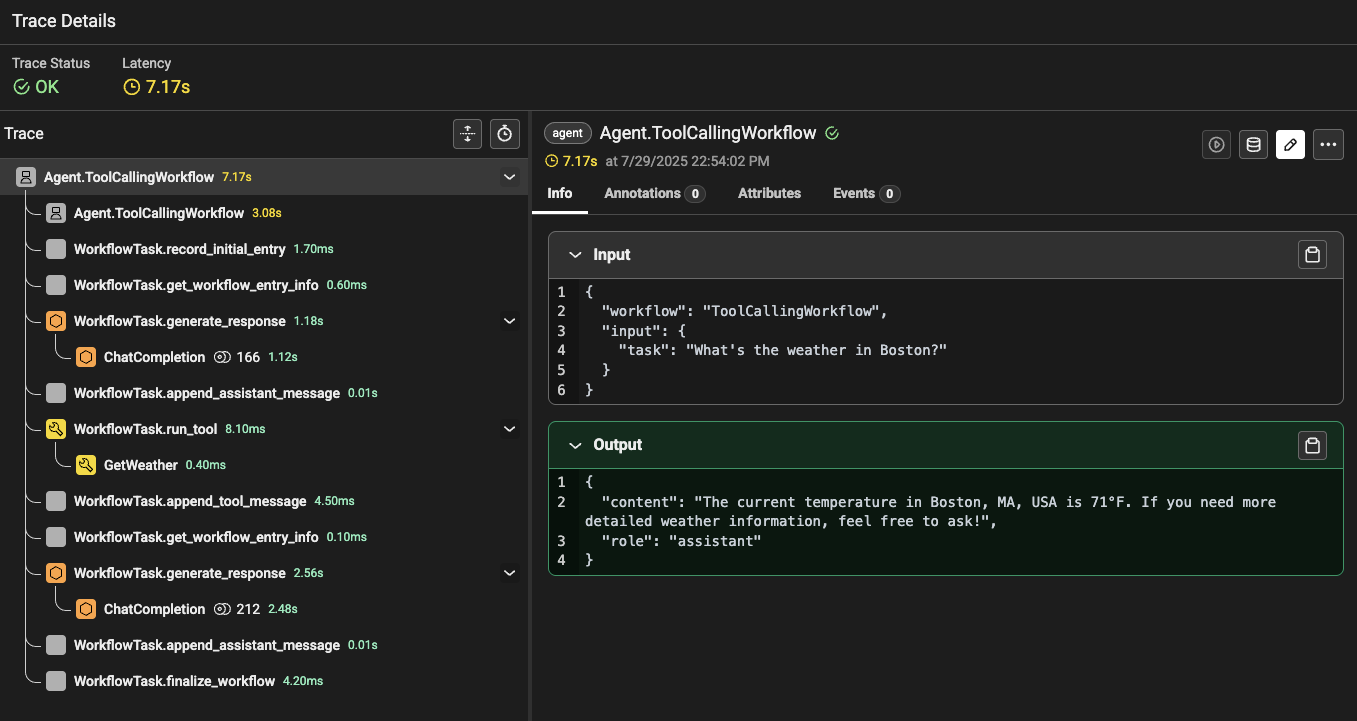 Trace Details
Trace Status
Latency
OK
7.17s
Trace
Agent.ToolCallingWorkflow 7.17s
Agent.ToolCallingWorkflow 3.08s
WorkflowTask.record_initial_entry 1.70ms
WorkflowTask.get_workflow_entry_info 0.60ms
WorkflowTask.generate_response 1.18s
ChatCompletion 166 1.12s
WorkflowTask.append_assistant_message 0.01s
WorkflowTask.run_tool 8.10ms
GetWeather 0.40ms
WorkflowTask.append_tool_message 4.50ms
WorkflowTask.get_workflow_entry_info 0.10ms
WorkflowTask.generate_response 2.56s
ChatCompletion 212 2.48s
WorkflowTask.append_assistant_message 0.01s
WorkflowTask.finalize_workflow 4.20ms
agent Agent.ToolCallingWorkflow
7.17s at 7/29/2025 22:54:02 PM
Info Annotations 0 Attributes Events 0
Input
1 {
2 "workflow": "ToolCallingWorkflow",
3 "input": {
4 "task": "What's the weather in Boston?"
5 }
6 }
Output
1 {
2 "content": "The current temperature in Boston, MA, USA is 71°F. If you need more
detailed weather information, feel free to ask!",
3 "role": "assistant"
4 }